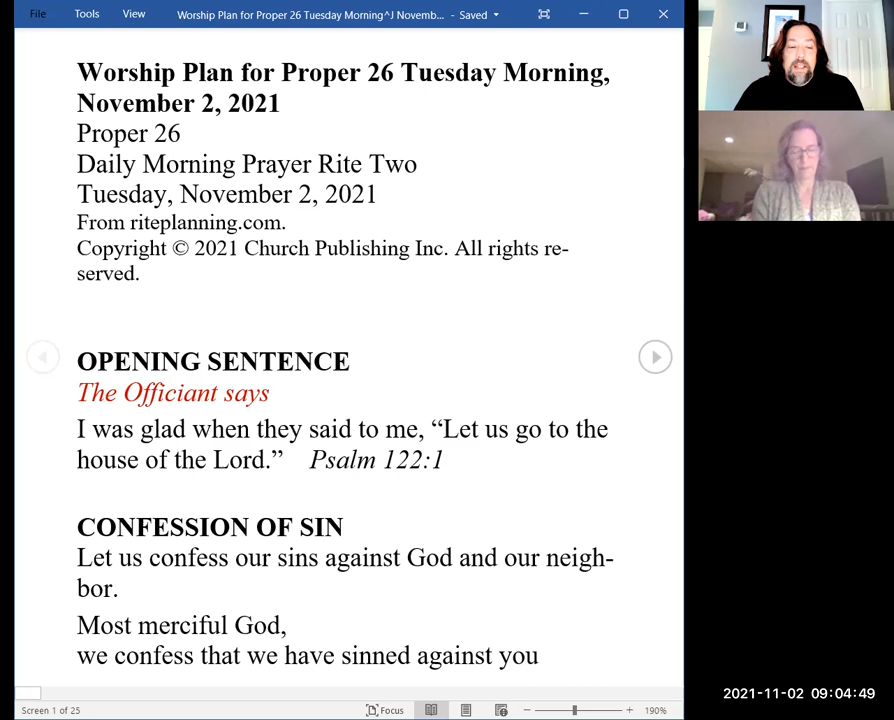 File Tools View Worship Plan for Proper 26 Tuesday Morning^J Novemb... - Saved
Worship Plan for Proper 26 Tuesday Morning,
November 2, 2021
Proper 26
Daily Morning Prayer Rite Two
Tuesday, November 2, 2021
From riteplanning.com.
Copyright © 2021 Church Publishing Inc. All rights re-
served.
OPENING SENTENCE
The Officiant says
I was glad when they said to me, “Let us go to the
house of the Lord.” Psalm 122:1
CONFESSION OF SIN
Let us confess our sins against God and our neigh-
bor.
Most merciful God,
we confess that we have sinned against you
Screen 1 of 25 Focus 190%
2021-11-02 09:04:49